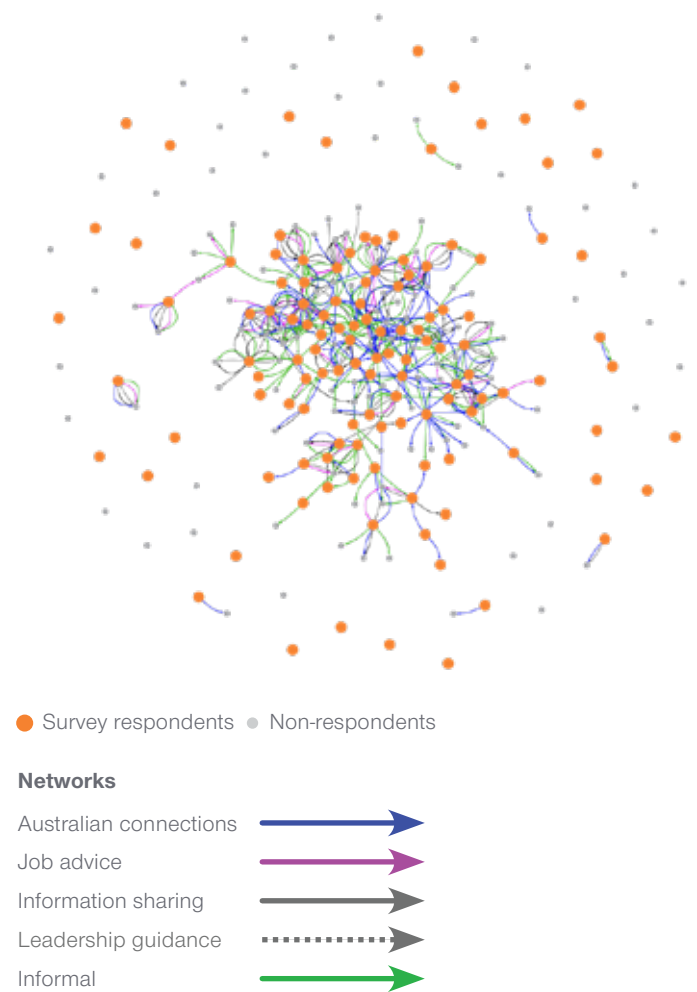 Survey respondents Non-respondents
Networks
Australian connections
Job advice
Information sharing
Leadership guidance
Informal